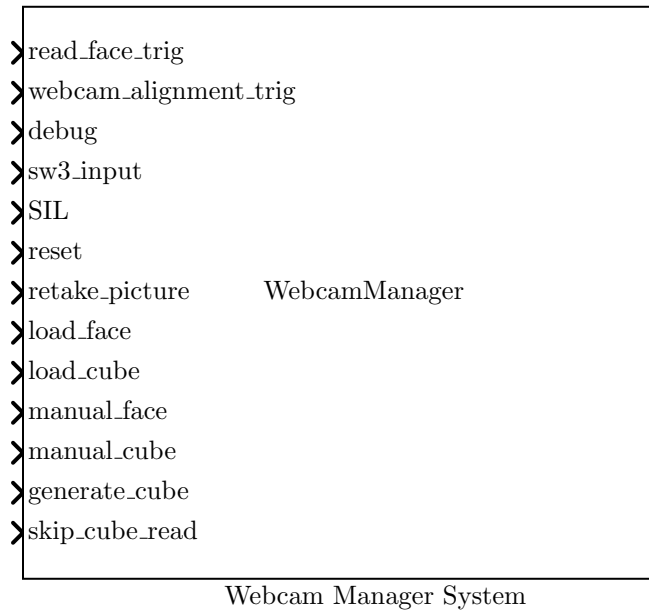 read_face_trig
webcam_alignment_trig
debug
sw3_input
SIL
reset
retake_picture WebcamManager
load_face
load_cube
manual_face
manual_cube
generate_cube
skip_cube_read
Webcam Manager System